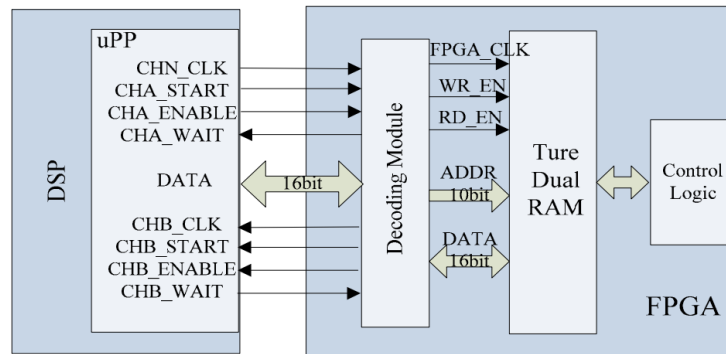 uPP
CHN_CLK
CHA_START
CHA_ENABLE
CHA_WAIT
DATA
CHB_CLK
CHB_START
CHB_ENABLE
CHB_WAIT
DSP
16bit
Decoding Module
FPGA_CLK
WR_EN
RD_EN
ADDR
10bit
DATA
16bit
Ture
Dual
RAM
Control
Logic
FPGA